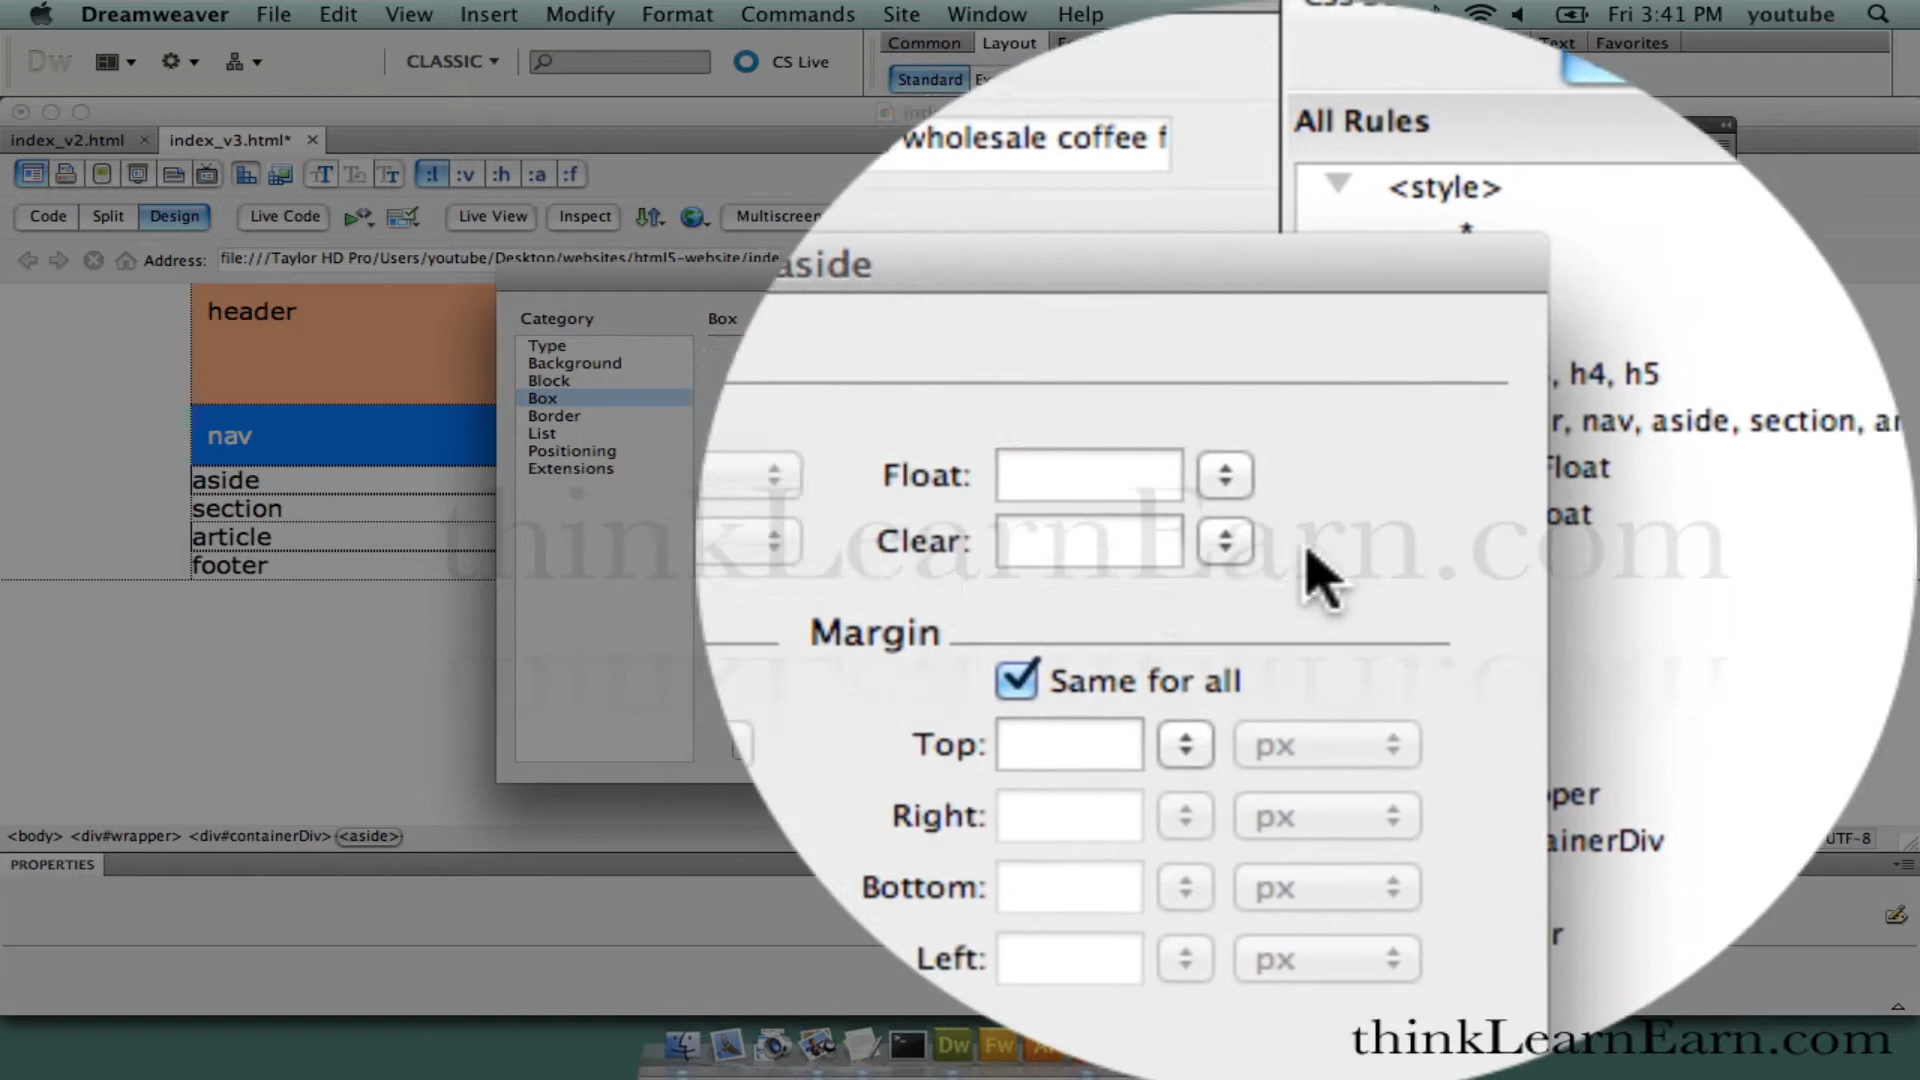 Dreamweaver File Edit View Insert Modify Format Commands Site Window Help Fri 3:41 PM youtube
Dw CLASSIC CS Live
Common Layout Text Favorites
Standard
index_v2.html index_v3.html*
wholesale coffee f
All Rules
:l :v :h :a :f
<style>
*
Code Split Design Live Code Live View Inspect Multiscreen
Address: file:///Taylor HD Pro/Users/youtube/Desktop/websites/html5-website/inde
aside
header
Category
Box
Type
Background
Block
Box
Border
List
Positioning
Extensions
, h4, h5
r, nav, aside, section, ar
Float
oat
nav
aside
section
article
footer
Float:
Clear:
thinkLearnEarn.com
Margin
Same for all
Top: px
Right: px
Bottom: px
Left: px
pper
ainerDiv
r
<body> <div#wrapper> <div#containerDiv> <aside>
UTF-8
PROPERTIES
Dw Fw
thinkLearnEarn.com